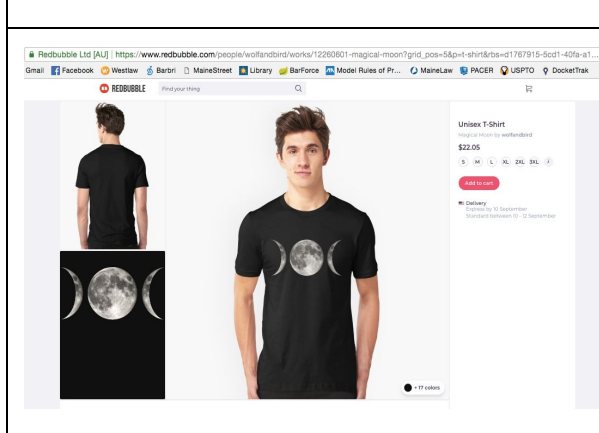 Redbubble Ltd [AU] | https://www.redbubble.com/people/wolfandbird/works/12260601-magical-moon?grid_pos=5&p=t-shirt&rbs=d1767915-5cd1-40fa-a1...
Gmail Facebook Westlaw Barbri MaineStreet Library BarForce Model Rules of Pr... MaineLaw PACER USPTO DocketTrak
REDBUBBLE Find your thing
Unisex T-Shirt
Magical Moon by wolfandbird
$22.05
S M L XL 2XL 3XL
Add to cart
Delivery
Express by 10 September
Standard between 10 - 12 September
+ 17 colors